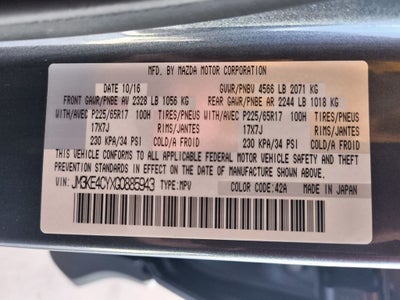 MFD. BY MAZDA MOTOR CORPORATION
DATE 10/16 GVWR/PNBV 4566 LB 2071 KG
FRONT GAWR/PNBE AV 2328 LB 1056 KG REAR GAWR/PNBE AR 2244 LB 1018 KG
WITH/AVEC P225/65R17 100H TIRES/PNEUS WITH/AVEC P225/65R17 100H TIRES/PNEUS
17X7J RIMS/JANTES 17X7J RIMS/JANTES
230 KPA/34 PSI COLD/A FROID 230 KPA/34 PSI COLD/A FROID
THIS VEHICLE CONFORMS TO ALL APPLICABLE FEDERAL MOTOR VEHICLE SAFETY AND THEFT
PREVENTION STANDARDS IN EFFECT ON THE DATE OF MANUFACTURE SHOWN ABOVE.
VIN: JM3KE4CYXG0885943 TYPE:MPV COLOR CODE:42A MADE IN JAPAN